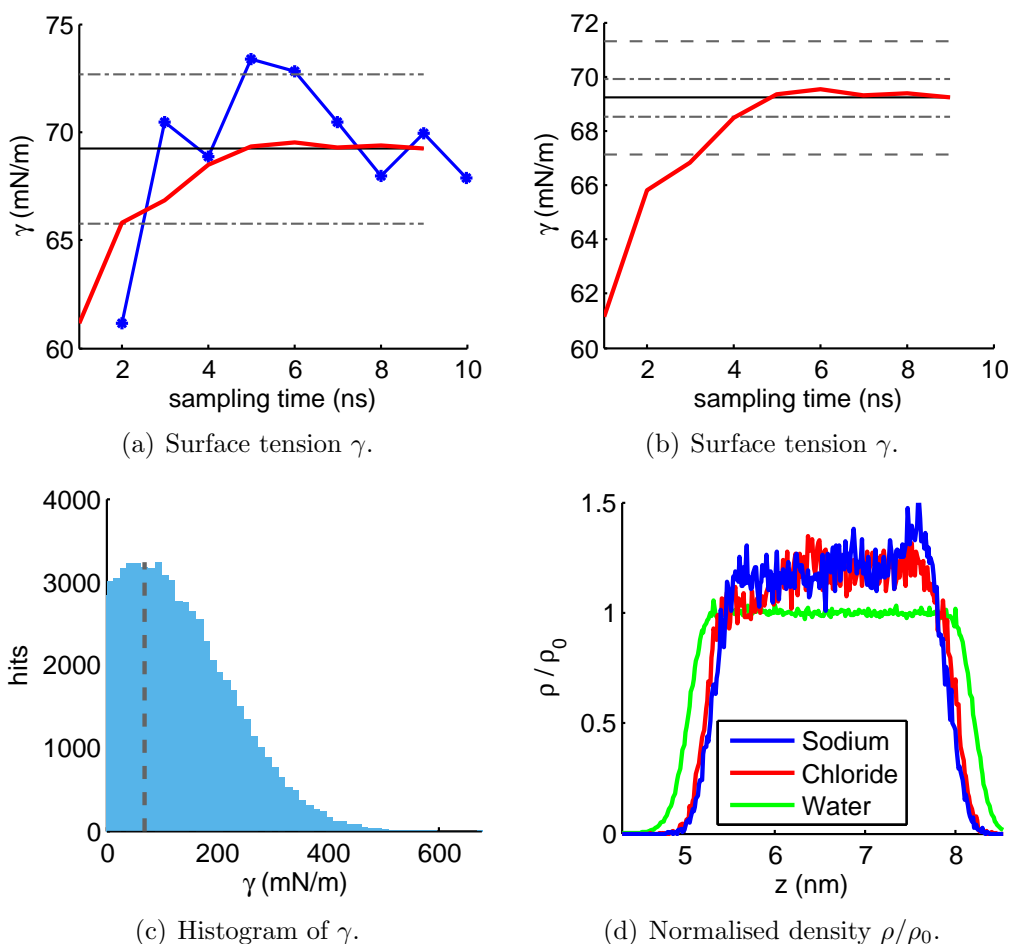 75
70
65
60
γ (mN/m)
2 4 6 8 10
sampling time (ns)
(a) Surface tension γ.
72
70
68
66
64
62
60
γ (mN/m)
2 4 6 8 10
sampling time (ns)
(b) Surface tension γ.
4000
3000
2000
1000
0
hits
0 200 400 600
γ (mN/m)
(c) Histogram of γ.
1.5
1
0.5
0
ρ / ρ0
Sodium
Chloride
Water
5 6 7 8
z (nm)
(d) Normalised density ρ/ρ0.